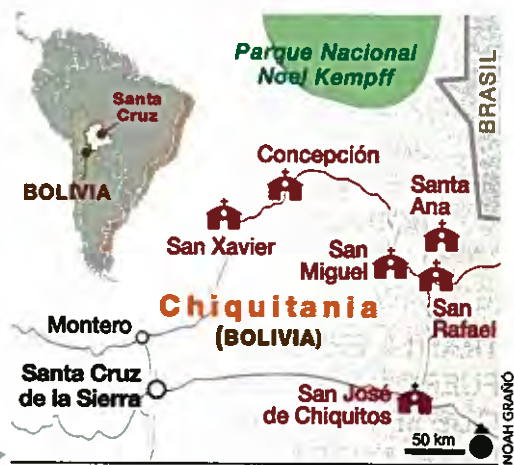 Parque Nacional
Noel Kempff
BRASIL
Santa
Cruz
BOLIVIA
Concepción
Santa
Ana
San Xavier
San
Miguel
San
Rafael
Chiquitania
(BOLIVIA)
Montero
Santa Cruz
de la Sierra
San José
de Chiquitos
50 km
NOAH GRAÑO